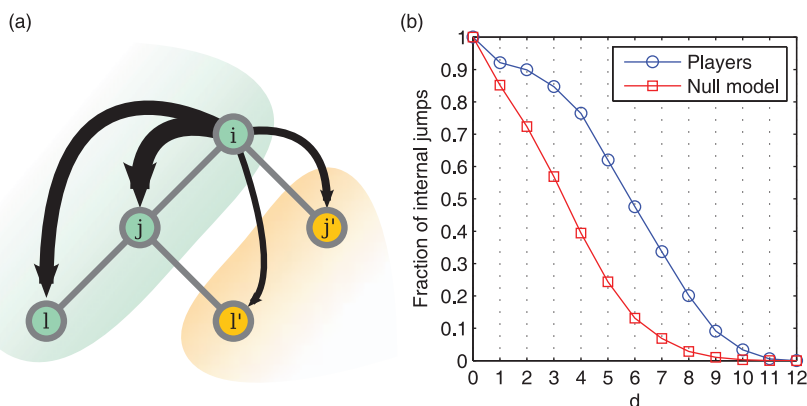 (a)
i
j
j'
l
l'
(b)
Players
Null model
Fraction of internal jumps
1
0.9
0.8
0.7
0.6
0.5
0.4
0.3
0.2
0.1
0
0 1 2 3 4 5 6 7 8 9 10 11 12
d